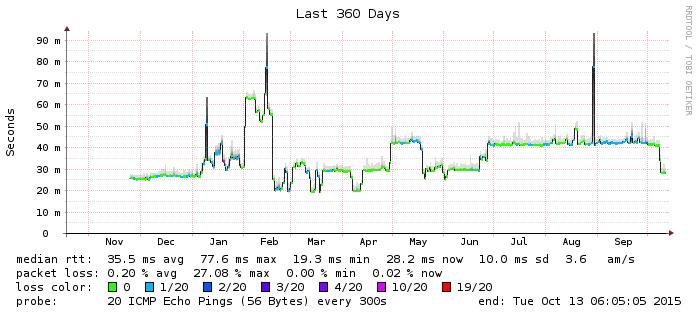 Last 360 Days
RRDTOOL / TOBI OETIKER
Seconds
90 m
80 m
70 m
60 m
50 m
40 m
30 m
20 m
10 m
0
Nov Dec Jan Feb Mar Apr May Jun Jul Aug Sep
median rtt: 35.5 ms avg 77.6 ms max 19.3 ms min 28.2 ms now 10.0 ms sd 3.6 am/s
packet loss: 0.20 % avg 27.08 % max 0.00 % min 0.02 % now
loss color: 0 1/20 2/20 3/20 4/20 10/20 19/20
probe: 20 ICMP Echo Pings (56 Bytes) every 300s end: Tue Oct 13 06:05:05 2015